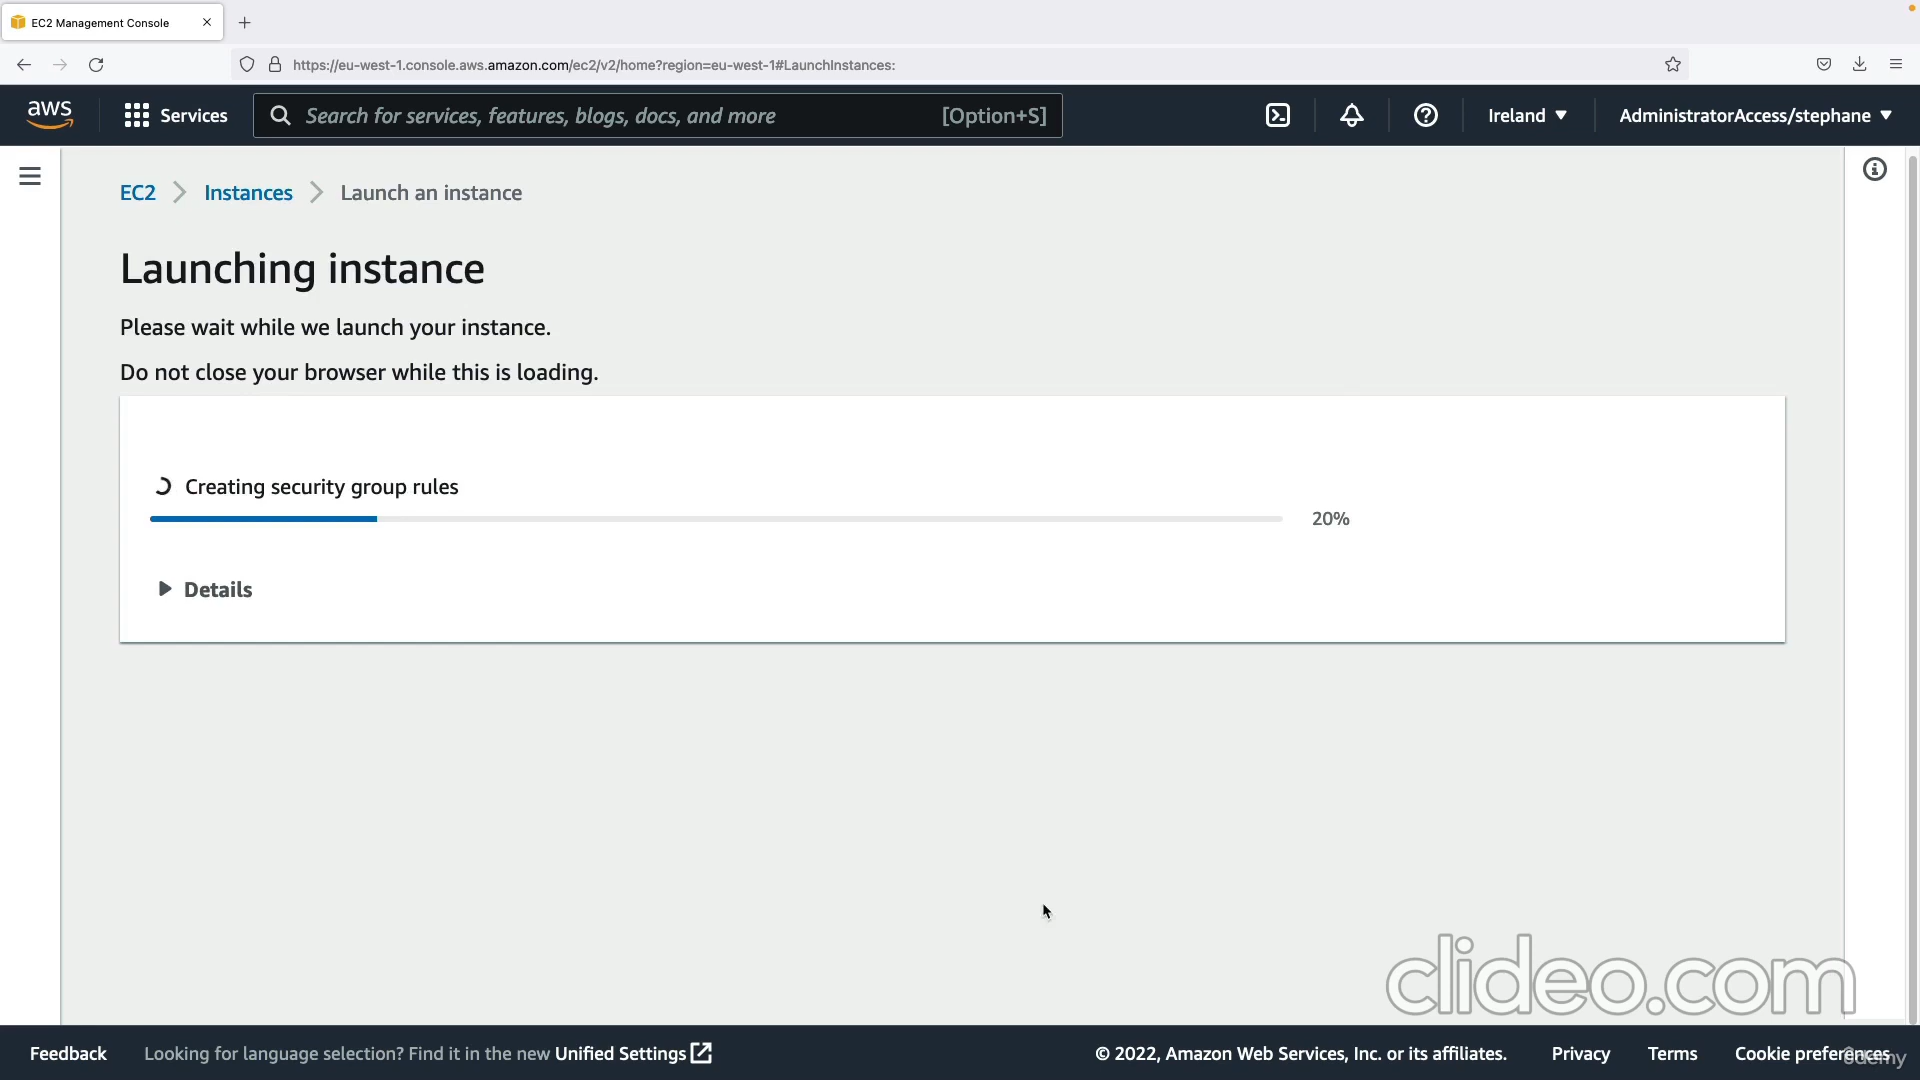 EC2 Management Console
https://eu-west-1.console.aws.amazon.com/ec2/v2/home?region=eu-west-1#LaunchInstances:
aws
Services
Search for services, features, blogs, docs, and more [Option+S]
Ireland
AdministratorAccess/stephane
EC2 Instances Launch an instance
Launching instance
Please wait while we launch your instance.
Do not close your browser while this is loading.
Creating security group rules
20%
Details
clideo.com
Feedback
Looking for language selection? Find it in the new Unified Settings
© 2022, Amazon Web Services, Inc. or its affiliates.
Privacy
Terms
Cookie preferences
Udemy